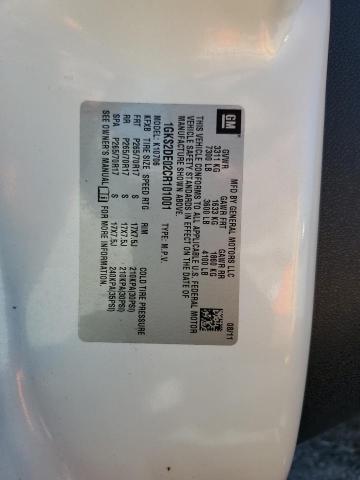 GM
MFD BY GENERAL MOTORS LLC
08/11
GVWR GAWR FRT GAWR RR
3311 KG 1633 KG 1860 KG
7300 LB 3600 LB 4100 LB
THIS VEHICLE CONFORMS TO ALL APPLICABLE U.S. FEDERAL MOTOR
VEHICLE SAFETY STANDARDS IN EFFECT ON THE DATE OF
MANUFACTURE SHOWN ABOVE.
1GKS2DE02CR101001 TYPE: M.P.V.
MODEL: K10706
KFXB TIRE SIZE SPEED RTG RIM COLD TIRE PRESSURE
FRT P265/70R17 S 17X7.5J 210KPA(30PSI)
RR P265/70R17 S 17X7.5J 210KPA(30PSI)
SPA P265/70R17 S 17X7.5J 240KPA(35PSI)
SEE OWNER'S MANUAL